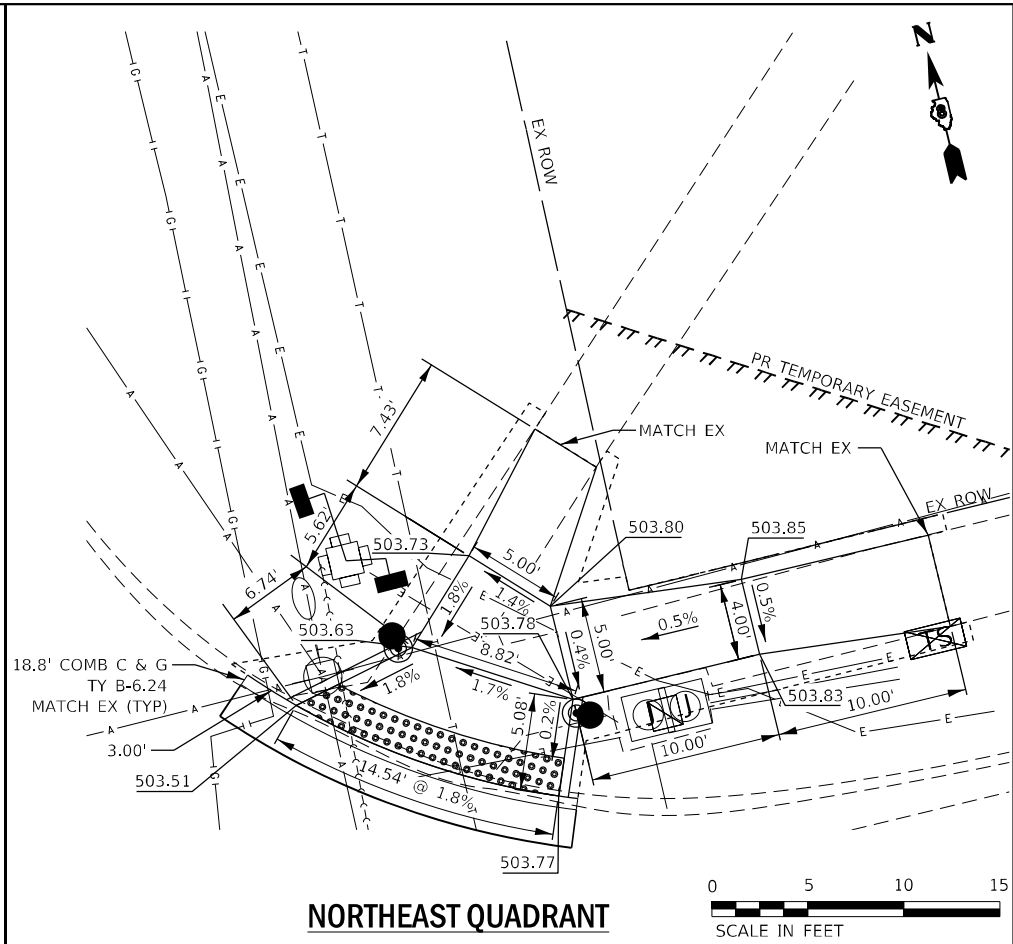 N
EX ROW
PR TEMPORARY EASEMENT
MATCH EX
MATCH EX
EX ROW
7.43'
5.62'
6.74'
503.73
5.00'
503.80
503.85
1.8%
1.4%
503.78
503.63
8.82'
0.4%
5.00'
0.5%
4.00'
0.5%
18.8' COMB C & G
TY B-6.24
MATCH EX (TYP)
1.8%
1.7%
503.83
3.00'
5.08'
0.2%
10.00'
10.00'
503.51
14.54'
@ 1.8%
503.77
NORTHEAST QUADRANT
0 5 10 15
SCALE IN FEET